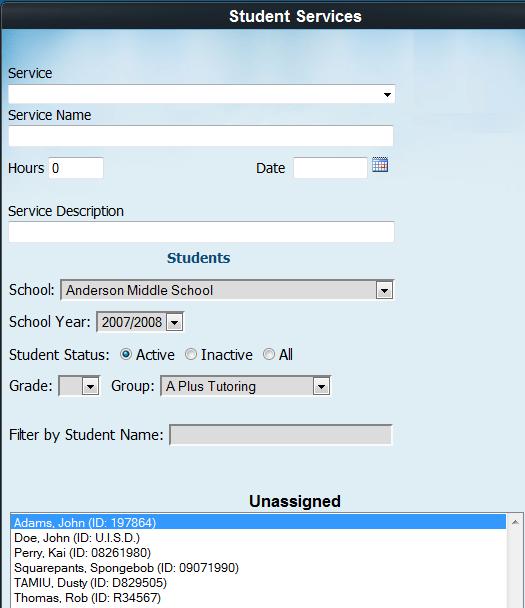 Student Services
Service
Service Name
Hours 0 Date
Service Description
Students
School: Anderson Middle School
School Year: 2007/2008
Student Status: Active Inactive All
Grade: Group: A Plus Tutoring
Filter by Student Name:
Unassigned
Adams, John (ID: 197864)
Doe, John (ID: U.I.S.D.)
Perry, Kai (ID: 08261980)
Squarepants, Spongebob (ID: 09071990)
TAMIU, Dusty (ID: D829505)
Thomas, Rob (ID: R34567)